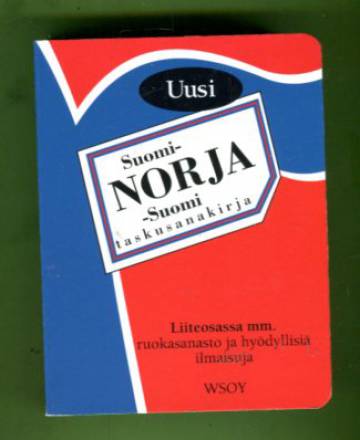 Uusi
Suomi-
NORJA
-Suomi
taskusanakirja
Liiteosassa mm.
ruokasanasto ja hyödyllisiä
ilmaisuja
WSOY